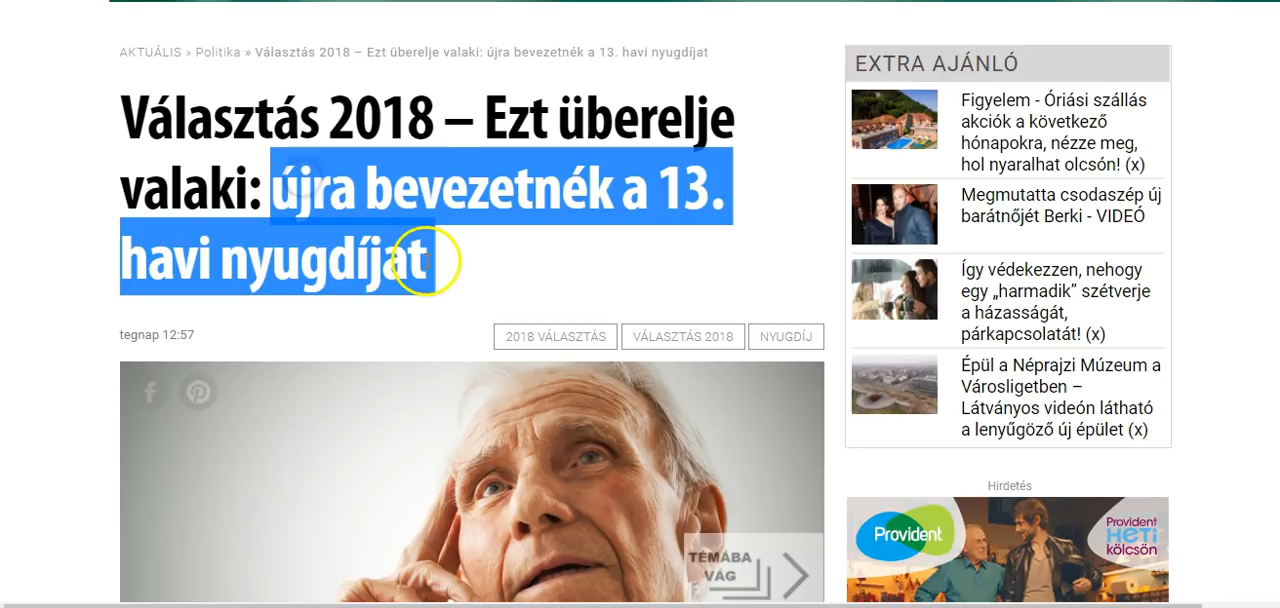 AKTUÁLIS » Politika » Választás 2018 – Ezt überelje valaki: újra bevezetnék a 13. havi nyugdíjat
Választás 2018 – Ezt überelje
valaki: újra bevezetnék a 13.
havi nyugdíjat
tegnap 12:57
2018 VÁLASZTÁS
VÁLASZTÁS 2018
NYUGDÍJ
TÉMÁBA
VÁG
EXTRA AJÁNLÓ
Figyelem - Óriási szállás
akciók a következő
hónapokra, nézze meg,
hol nyaralhat olcsón! (x)
Megmutatta csodaszép új
barátnőjét Berki - VIDEÓ
Így védekezzen, nehogy
egy „harmadik” szétverje
a házasságát,
párkapcsolatát! (x)
Épül a Néprajzi Múzeum a
Városligetben –
Látványos videón látható
a lenyűgöző új épület (x)
Hirdetés
Provident
Provident
HETI
kölcsön